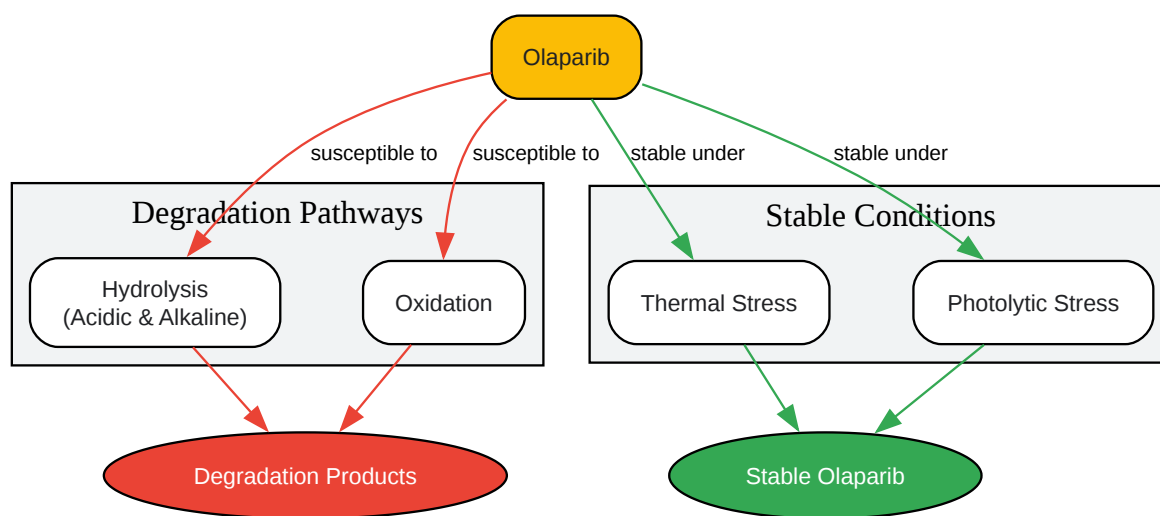 Olaparib
susceptible to
susceptible to
stable under
stable under
Degradation Pathways
Stable Conditions
Hydrolysis
(Acidic & Alkaline)
Oxidation
Thermal Stress
Photolytic Stress
Degradation Products
Stable Olaparib